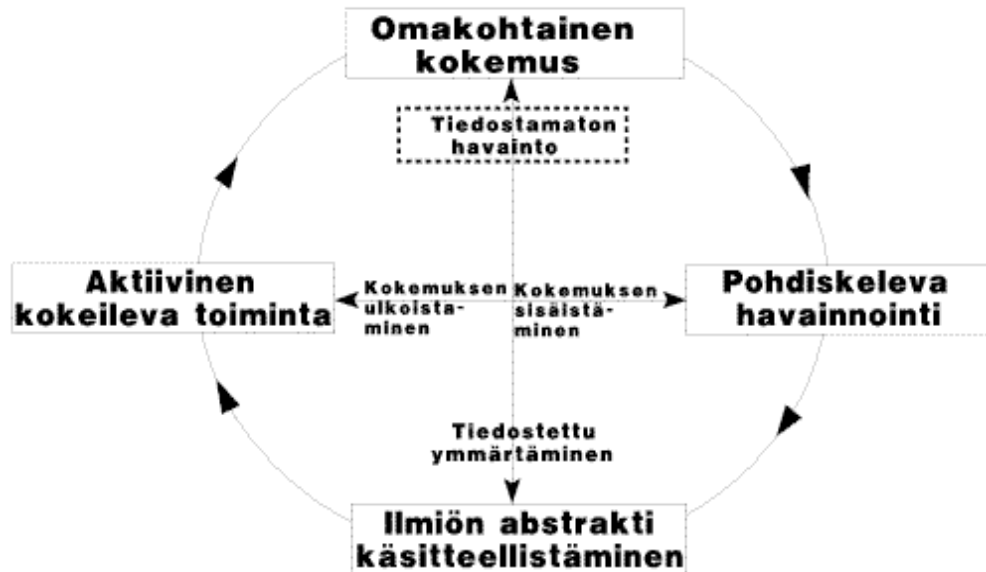 Omakohtainen
kokemus
Tiedostamaton
havainto
Aktiivinen
kokeileva toiminta
Kokemuksen
ulkoista-
minen
Kokemuksen
sisäistä-
minen
Pohdiskeleva
havainnointi
Tiedostettu
ymmärtäminen
Ilmiön abstrakti
käsitteellistäminen